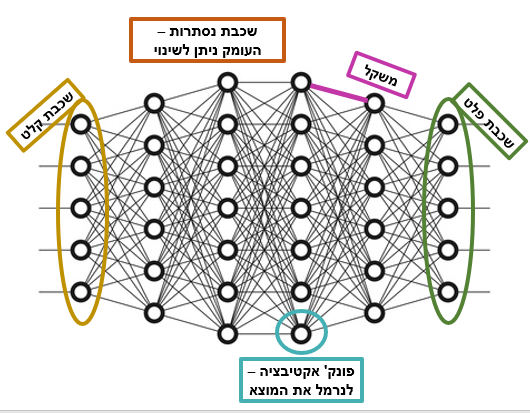 שכבת נסתרות –
העומק ניתן לשינוי
משקל
שכבת קלט
שכבת פלט
פונק' אקטיבציה –
לנרמל את המוצא